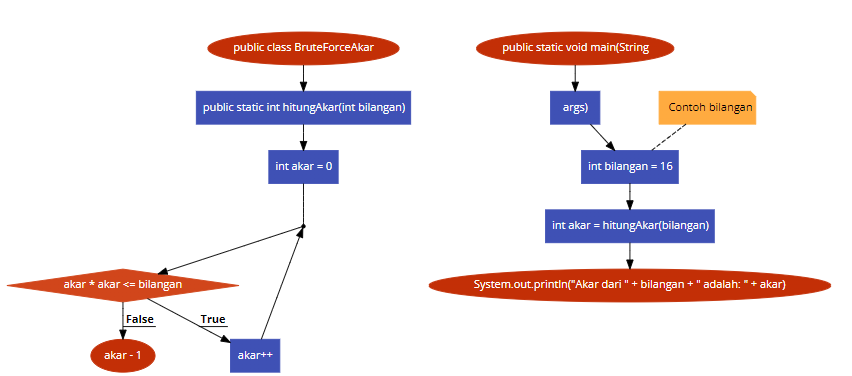 public class BruteForceAkar
public static int hitungAkar(int bilangan)
int akar = 0
akar * akar <= bilangan
False
True
akar - 1
akar++
public static void main(String
args)
Contoh bilangan
int bilangan = 16
int akar = hitungAkar(bilangan)
System.out.println("Akar dari " + bilangan + " adalah: " + akar)